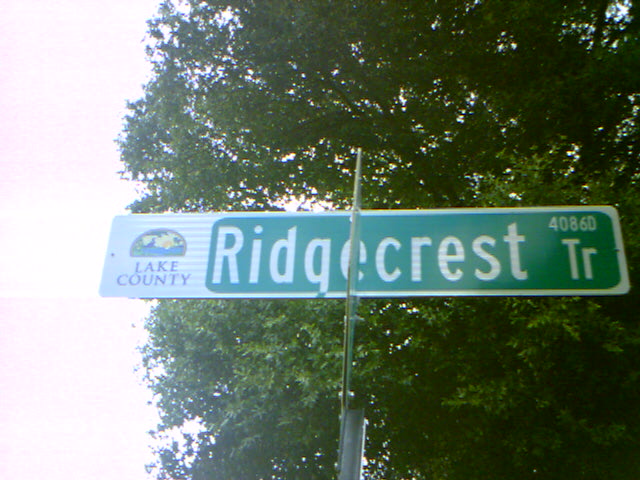 LAKE
COUNTY
Ridgecrest
4086D
Tr